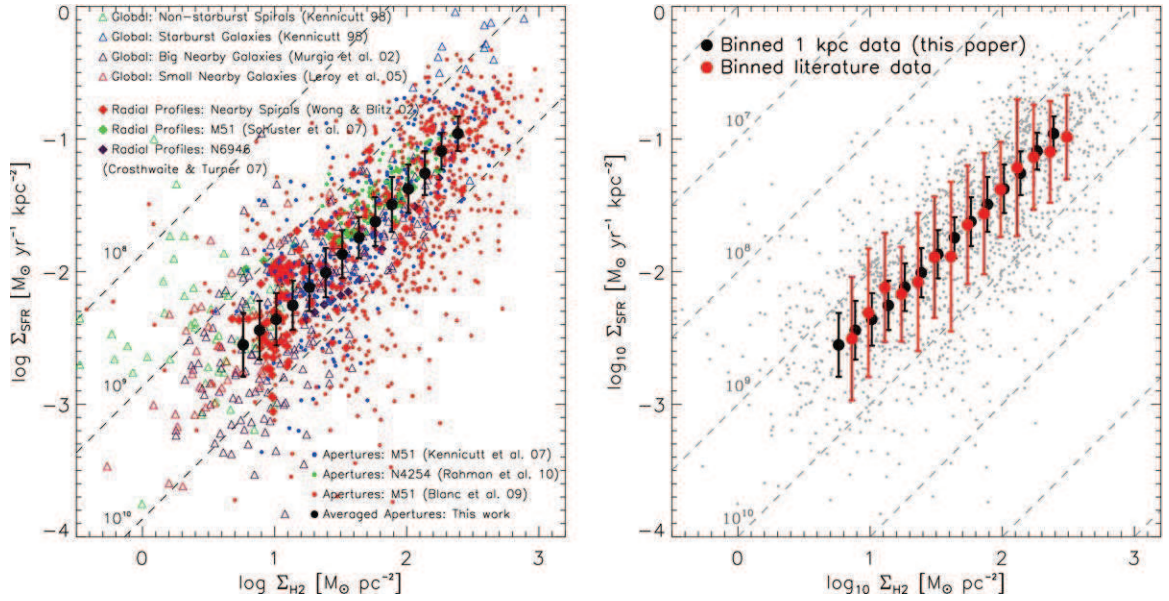 Global: Non-starburst Spirals (Kennicutt 98)
Global: Starburst Galaxies (Kennicutt 98)
Global: Big Nearby Galaxies (Murgia et al. 02)
Global: Small Nearby Galaxies (Leroy et al. 05)
Radial Profiles: Nearby Spirals (Wong & Blitz 02)
Radial Profiles: M51 (Schuster et al. 07)
Radial Profiles: N6946
(Crosthwaite & Turner 07)
10⁸
10⁹
10¹⁰
Apertures: M51 (Kennicutt et al. 07)
Apertures: N4254 (Rahman et al. 10)
Apertures: M51 (Blanc et al. 09)
Averaged Apertures: This work
0
−1
−2
−3
−4
log Σ_SFR [M⊙ yr⁻¹ kpc⁻²]
0 1 2 3
log Σ_H2 [M⊙ pc⁻²]
Binned 1 kpc data (this paper)
Binned literature data
10⁷
10⁸
10⁹
10¹⁰
0
−1
−2
−3
−4
log₁₀ Σ_SFR [M⊙ yr⁻¹ kpc⁻²]
0 1 2 3
log₁₀ Σ_H2 [M⊙ pc⁻²]